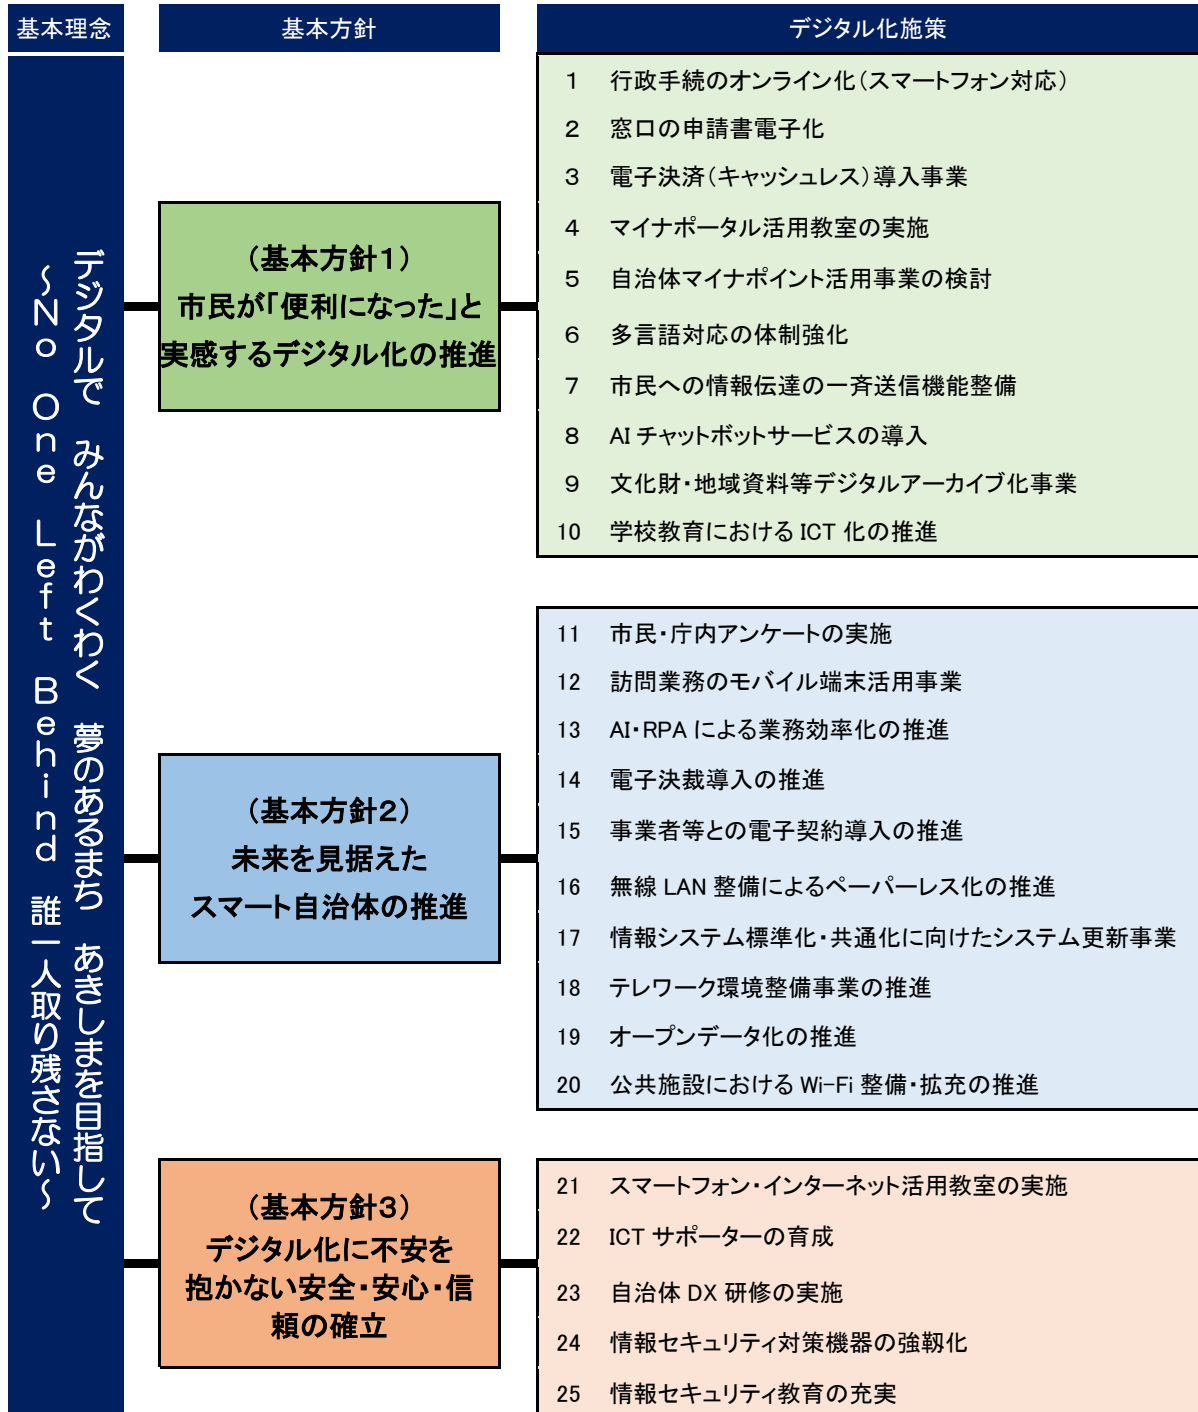 基本理念
基本方針
デジタル化施策
デジタルで みんながわくわく 夢のあるまち あきしまを目指して
～No One Left Behind 誰一人取り残さない～
（基本方針１）
市民が「便利になった」と
実感するデジタル化の推進
1 行政手続のオンライン化（スマートフォン対応）
2 窓口の申請書電子化
3 電子決済（キャッシュレス）導入事業
4 マイナポータル活用教室の実施
5 自治体マイナポイント活用事業の検討
6 多言語対応の体制強化
7 市民への情報伝達の一斉送信機能整備
8 AI チャットボットサービスの導入
9 文化財・地域資料等デジタルアーカイブ化事業
10 学校教育における ICT 化の推進
（基本方針２）
未来を見据えた
スマート自治体の推進
11 市民・庁内アンケートの実施
12 訪問業務のモバイル端末活用事業
13 AI・RPA による業務効率化の推進
14 電子決裁導入の推進
15 事業者等との電子契約導入の推進
16 無線 LAN 整備によるペーパーレス化の推進
17 情報システム標準化・共通化に向けたシステム更新事業
18 テレワーク環境整備事業の推進
19 オープンデータ化の推進
20 公共施設における Wi-Fi 整備・拡充の推進
（基本方針３）
デジタル化に不安を
抱かない安全・安心・信
頼の確立
21 スマートフォン・インターネット活用教室の実施
22 ICT サポーターの育成
23 自治体 DX 研修の実施
24 情報セキュリティ対策機器の強靱化
25 情報セキュリティ教育の充実